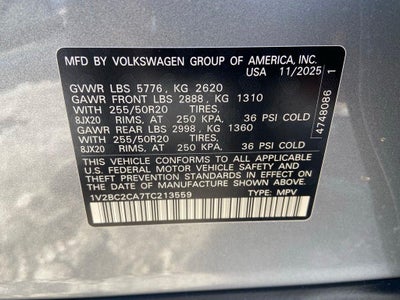 MFD BY VOLKSWAGEN GROUP OF AMERICA, INC.
USA 11/2025
GVWR LBS 5776, KG 2620
GAWR FRONT LBS 2888, KG 1310
WITH 255/50R20 TIRES.
8JX20 RIMS. AT 250 KPA. 36 PSI COLD
GAWR REAR LBS 2998, KG 1360
WITH 255/50R20 TIRES.
8JX20 RIMS, AT 250 KPA, 36 PSI COLD
THIS VEHICLE CONFORMS TO ALL APPLICABLE
U.S. FEDERAL MOTOR VEHICLE SAFETY AND
THEFT PREVENTION STANDARDS IN EFFECT ON
THE DATE OF MANUFACTURE SHOWN ABOVE.
1V2BC2CA7TC213559
TYPE: MPV
4748086 1